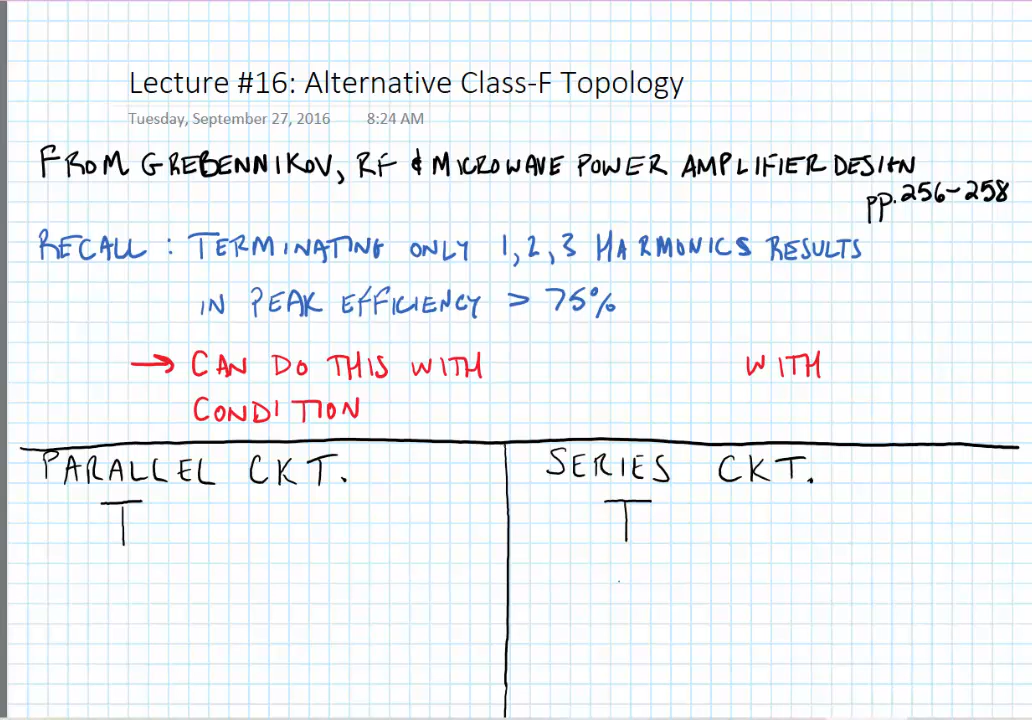 Lecture #16: Alternative Class-F Topology
Tuesday, September 27, 2016 8:24 AM
FROM GREBENNIKOV, RF & MICROWAVE POWER AMPLIFIER DESIGN
pp. 256-258
RECALL: TERMINATING ONLY 1,2,3 HARMONICS RESULTS
IN PEAK EFFICIENCY > 75%
→ CAN DO THIS WITH WITH
CONDITION
PARALLEL CKT. SERIES CKT.